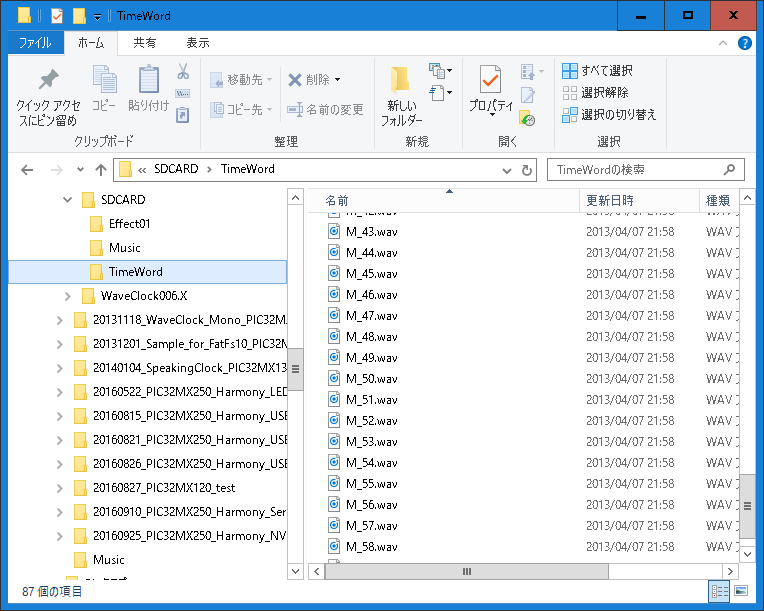 TimeWord
ファイル ホーム 共有 表示
クイック アクセスにピン留め
コピー
貼り付け
クリップボード
移動先
コピー先
削除
名前の変更
整理
新しいフォルダー
新規
プロパティ
開く
すべて選択
選択解除
選択の切り替え
選択
« SDCARD > TimeWord
TimeWordの検索
SDCARD
Effect01
Music
TimeWord
WaveClock006.X
20131118_WaveClock_Mono_PIC32M
20131201_Sample_for_FatFs10_PIC32M
20140104_SpeakingClock_PIC32MX13
20160522_PIC32MX250_Harmony_LED
20160815_PIC32MX250_Harmony_USE
20160821_PIC32MX250_Harmony_USE
20160826_PIC32MX250_Harmony_USE
20160827_PIC32MX120_test
20160910_PIC32MX250_Harmony_Ser
20160925_PIC32MX250_Harmony_NV
Music
名前 更新日時 種類
M_43.wav 2013/04/07 21:58 WAV
M_44.wav 2013/04/07 21:58 WAV
M_45.wav 2013/04/07 21:58 WAV
M_46.wav 2013/04/07 21:58 WAV
M_47.wav 2013/04/07 21:58 WAV
M_48.wav 2013/04/07 21:58 WAV
M_49.wav 2013/04/07 21:58 WAV
M_50.wav 2013/04/07 21:58 WAV
M_51.wav 2013/04/07 21:58 WAV
M_52.wav 2013/04/07 21:58 WAV
M_53.wav 2013/04/07 21:58 WAV
M_54.wav 2013/04/07 21:58 WAV
M_55.wav 2013/04/07 21:58 WAV
M_56.wav 2013/04/07 21:58 WAV
M_57.wav 2013/04/07 21:58 WAV
M_58.wav 2013/04/07 21:58 WAV
87 個の項目